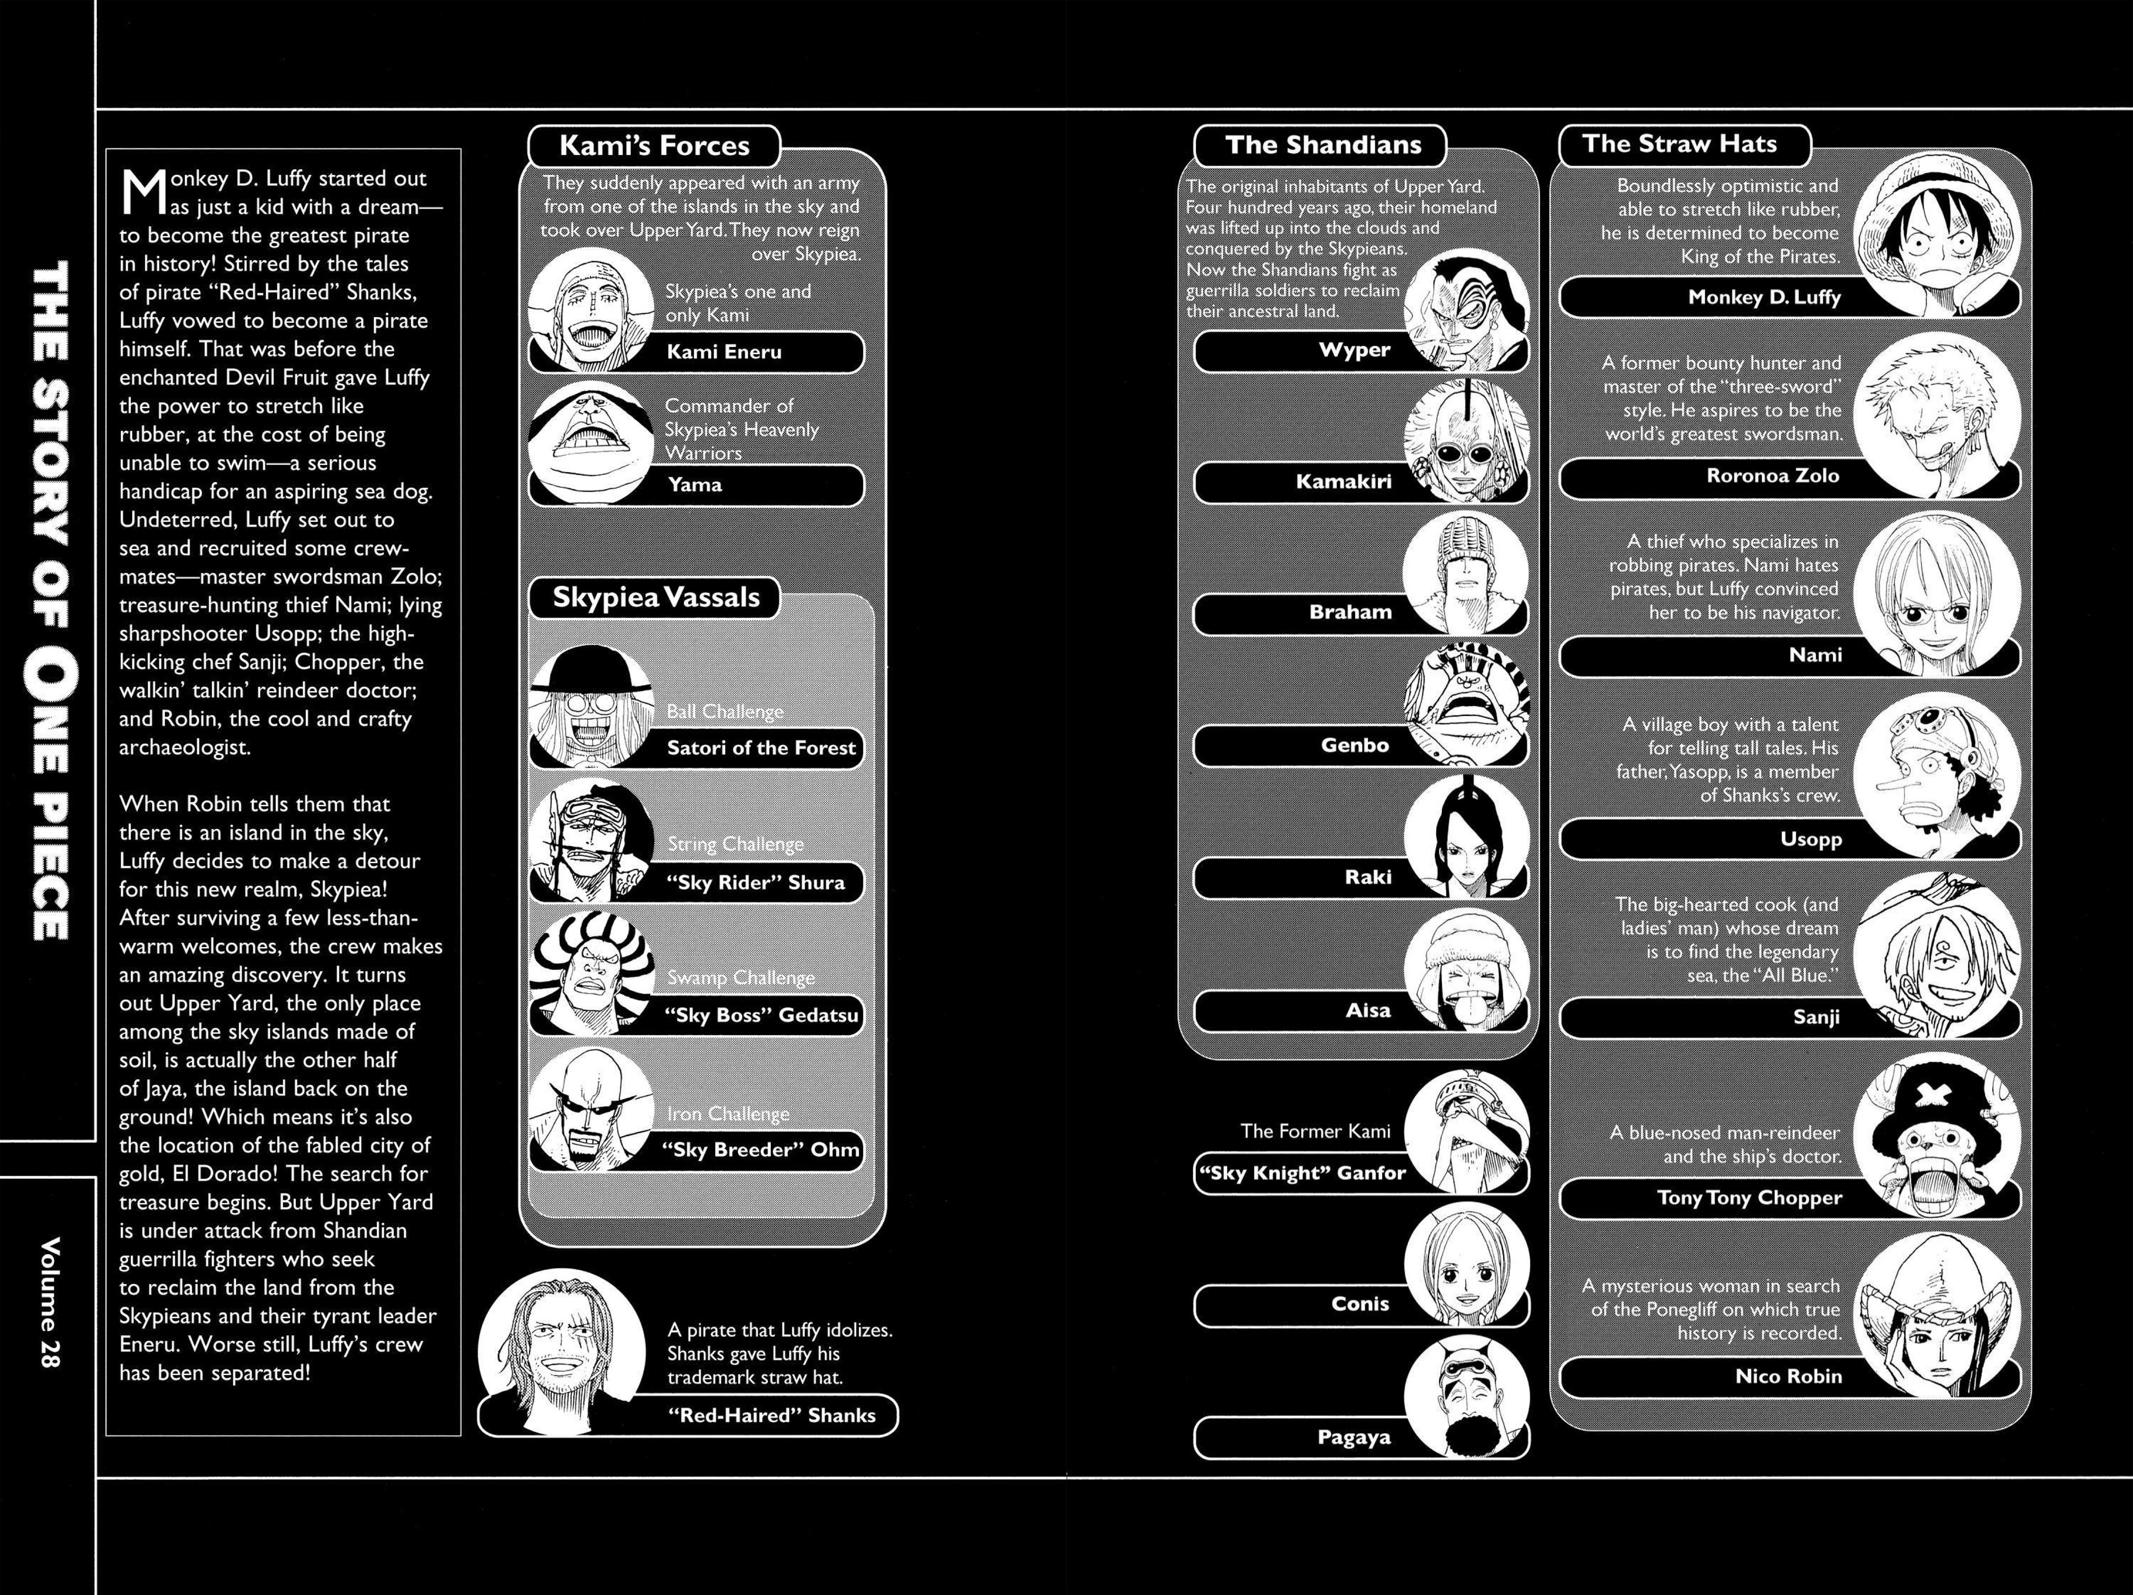 THE STORY OF ONE PIECE
Volume 28
Monkey D. Luffy started out
as just a kid with a dream—
to become the greatest pirate
in history! Stirred by the tales
of pirate “Red-Haired” Shanks,
Luffy vowed to become a pirate
himself. That was before the
enchanted Devil Fruit gave Luffy
the power to stretch like
rubber, at the cost of being
unable to swim—a serious
handicap for an aspiring sea dog.
Undeterred, Luffy set out to
sea and recruited some crew-
mates—master swordsman Zolo;
treasure-hunting thief Nami; lying
sharpshooter Usopp; the high-
kicking chef Sanji; Chopper, the
walkin’ talkin’ reindeer doctor;
and Robin, the cool and crafty
archaeologist.
When Robin tells them that
there is an island in the sky,
Luffy decides to make a detour
for this new realm, Skypiea!
After surviving a few less-than-
warm welcomes, the crew makes
an amazing discovery. It turns
out Upper Yard, the only place
among the sky islands made of
soil, is actually the other half
of Jaya, the island back on the
ground! Which means it’s also
the location of the fabled city of
gold, El Dorado! The search for
treasure begins. But Upper Yard
is under attack from Shandian
guerrilla fighters who seek
to reclaim the land from the
Skypieans and their tyrant leader
Eneru. Worse still, Luffy’s crew
has been separated!
Kami’s Forces
They suddenly appeared with an army
from one of the islands in the sky and
took over Upper Yard. They now reign
over Skypiea.
Skypiea’s one and
only Kami
Kami Eneru
Commander of
Skypiea’s Heavenly
Warriors
Yama
Skypiea Vassals
Ball Challenge
Satori of the Forest
String Challenge
“Sky Rider” Shura
Swamp Challenge
“Sky Boss” Gedatsu
Iron Challenge
“Sky Breeder” Ohm
A pirate that Luffy idolizes.
Shanks gave Luffy his
trademark straw hat.
“Red-Haired” Shanks
The Shandians
The original inhabitants of Upper Yard.
Four hundred years ago, their homeland
was lifted up into the clouds and
conquered by the Skypieans.
Now the Shandians fight as
guerrilla soldiers to reclaim
their ancestral land.
Wyper
Kamakiri
Braham
Genbo
Raki
Aisa
The Former Kami
“Sky Knight” Ganfor
Conis
Pagaya
The Straw Hats
Boundlessly optimistic and
able to stretch like rubber,
he is determined to become
King of the Pirates.
Monkey D. Luffy
A former bounty hunter and
master of the “three-sword”
style. He aspires to be the
world’s greatest swordsman.
Roronoa Zolo
A thief who specializes in
robbing pirates. Nami hates
pirates, but Luffy convinced
her to be his navigator.
Nami
A village boy with a talent
for telling tall tales. His
father, Yasopp, is a member
of Shanks’s crew.
Usopp
The big-hearted cook (and
ladies’ man) whose dream
is to find the legendary
sea, the “All Blue.”
Sanji
A blue-nosed man-reindeer
and the ship’s doctor.
Tony Tony Chopper
A mysterious woman in search
of the Ponegliff on which true
history is recorded.
Nico Robin